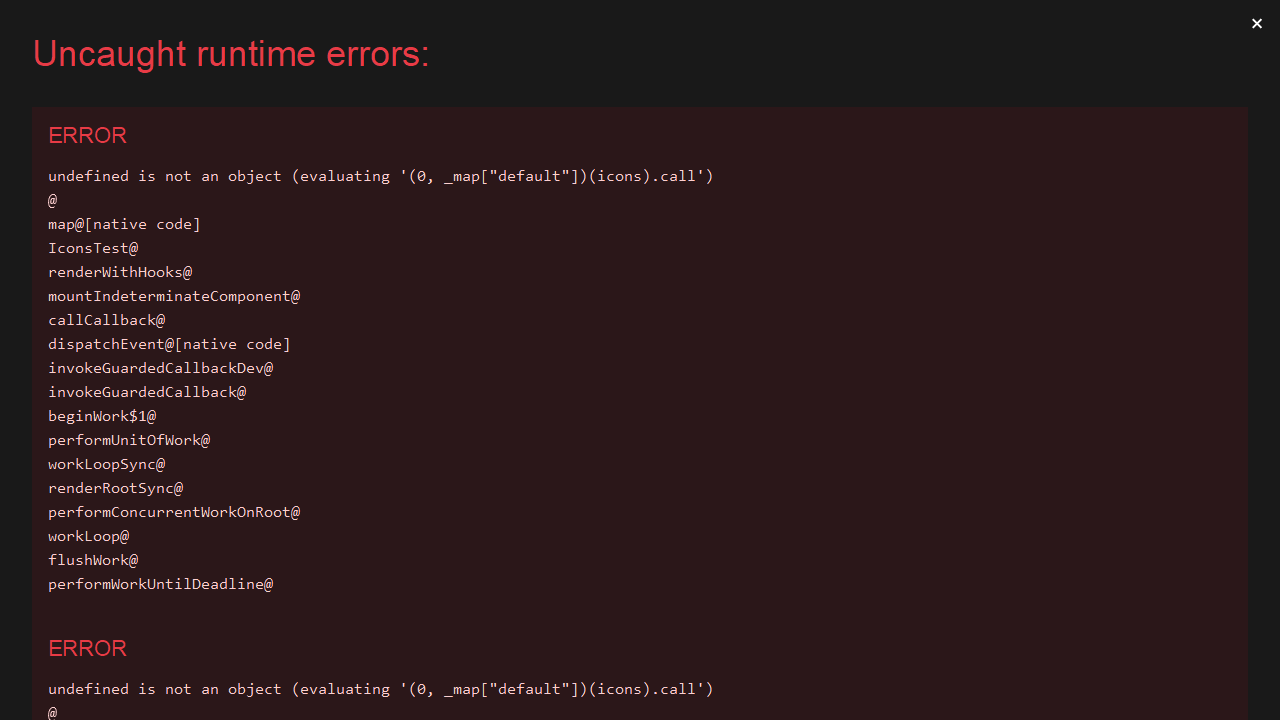 Uncaught runtime errors:
×
ERROR
undefined is not an object (evaluating '(0, _map["default"])(icons).call')
@
map@[native code]
IconsTest@
renderWithHooks@
mountIndeterminateComponent@
callCallback@
dispatchEvent@[native code]
invokeGuardedCallbackDev@
invokeGuardedCallback@
beginWork$1@
performUnitOfWork@
workLoopSync@
renderRootSync@
performConcurrentWorkOnRoot@
workLoop@
flushWork@
performWorkUntilDeadline@
ERROR
undefined is not an object (evaluating '(0, _map["default"])(icons).call')
@